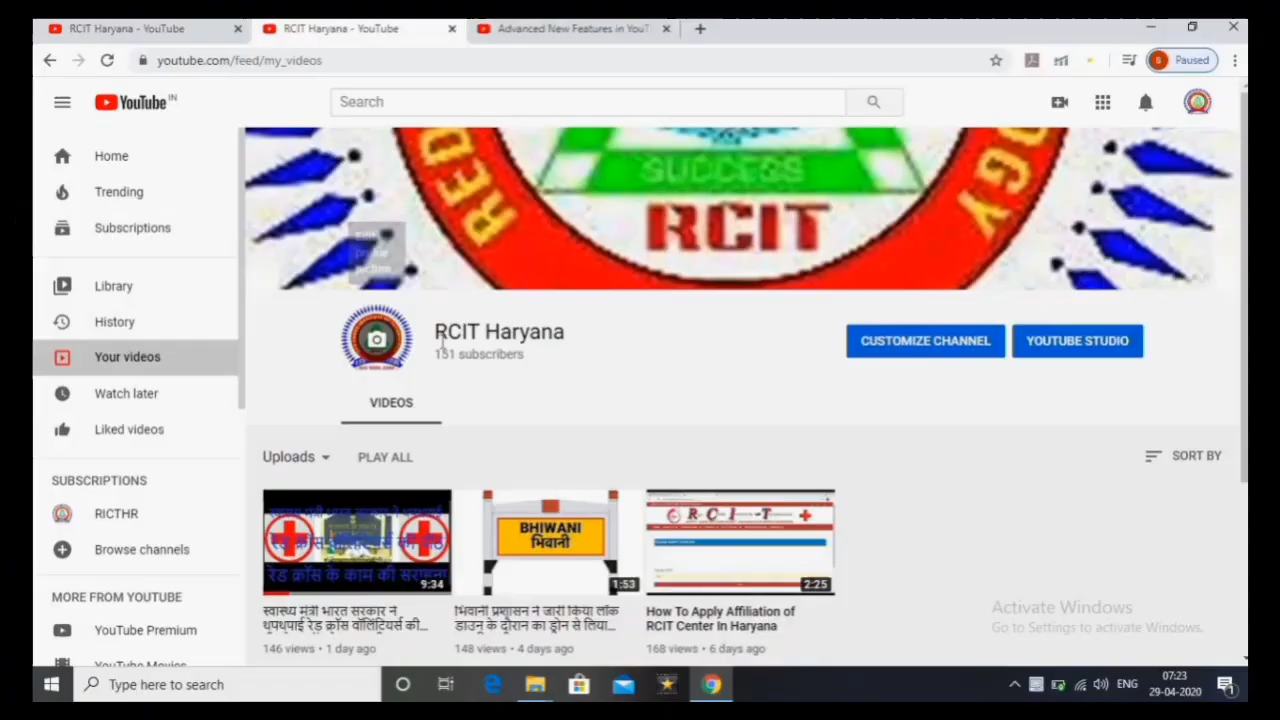 RCIT Haryana - YouTube
RCIT Haryana - YouTube
Advanced New Features in YouT
youtube.com/feed/my_videos
Paused
YouTube IN
Search
Home
Trending
Subscriptions
Library
History
Your videos
Watch later
Liked videos
SUBSCRIPTIONS
RICTHR
Browse channels
MORE FROM YOUTUBE
YouTube Premium
YouTube Movies
SUCCESS
RCIT
RCIT Haryana
131 subscribers
CUSTOMIZE CHANNEL
YOUTUBE STUDIO
VIDEOS
Uploads
PLAY ALL
SORT BY
रेड क्रॉस के काम की सराहना
9:34
BHIWANI
भिवानी
1:53
R C I T
2:25
स्वास्थ्य मंत्री भारत सरकार ने
थपथपाई रेड क्रॉस वॉलिंटियर्स की...
146 views • 1 day ago
भिवानी प्रशासन ने जारी किया लॉक
डाउन के दौरान का ड्रोन से लिया...
148 views • 4 days ago
How To Apply Affiliation of
RCIT Center In Haryana
168 views • 6 days ago
Activate Windows
Go to Settings to activate Windows.
Type here to search
ENG
07:23
29-04-2020